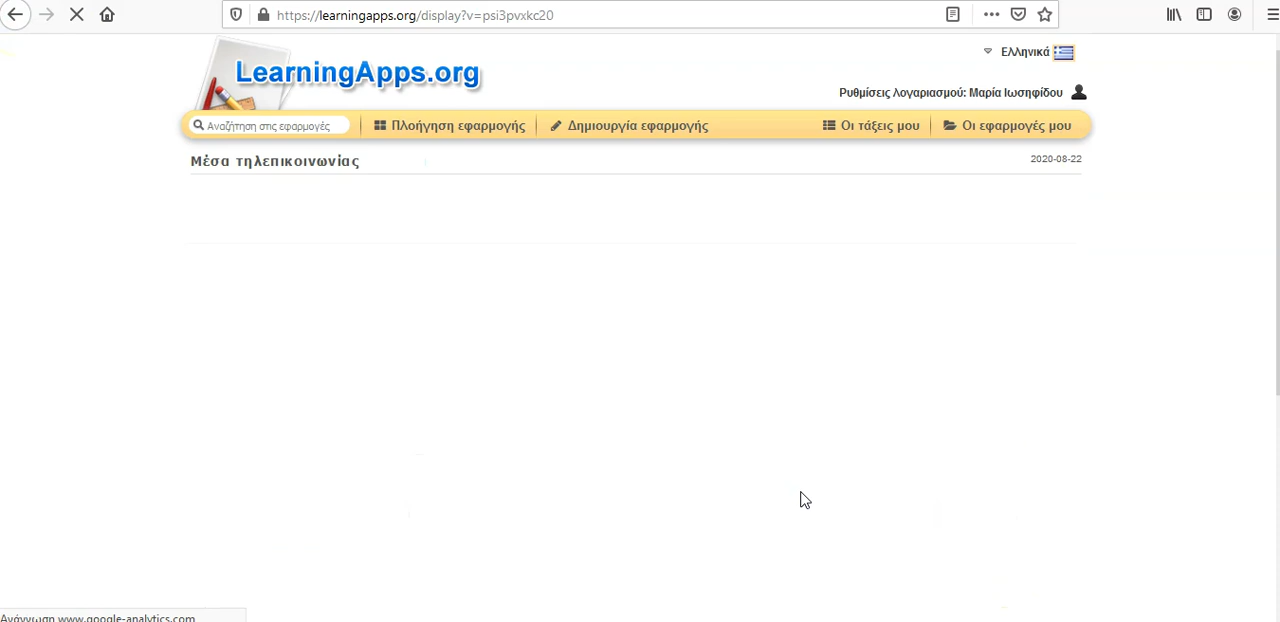 https://learningapps.org/display?v=psi3pvxkc20
Ελληνικά
LearningApps.org
Ρυθμίσεις λογαριασμού: Μαρία Ιωσηφίδου
Αναζήτηση στις εφαρμογές
Πλοήγηση εφαρμογής
Δημιουργία εφαρμογής
Οι τάξεις μου
Οι εφαρμογές μου
Μέσα τηλεπικοινωνίας
2020-08-22
Ανάγνωση www.google-analytics.com